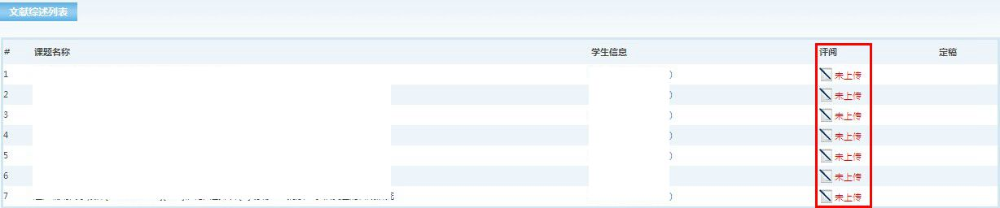 文献综述列表
# 课题名称 学生信息 评阅 定稿
1 ) 未上传
2 ) 未上传
3 ) 未上传
4 ) 未上传
5 ) 未上传
6 未上传
7 ) 未上传